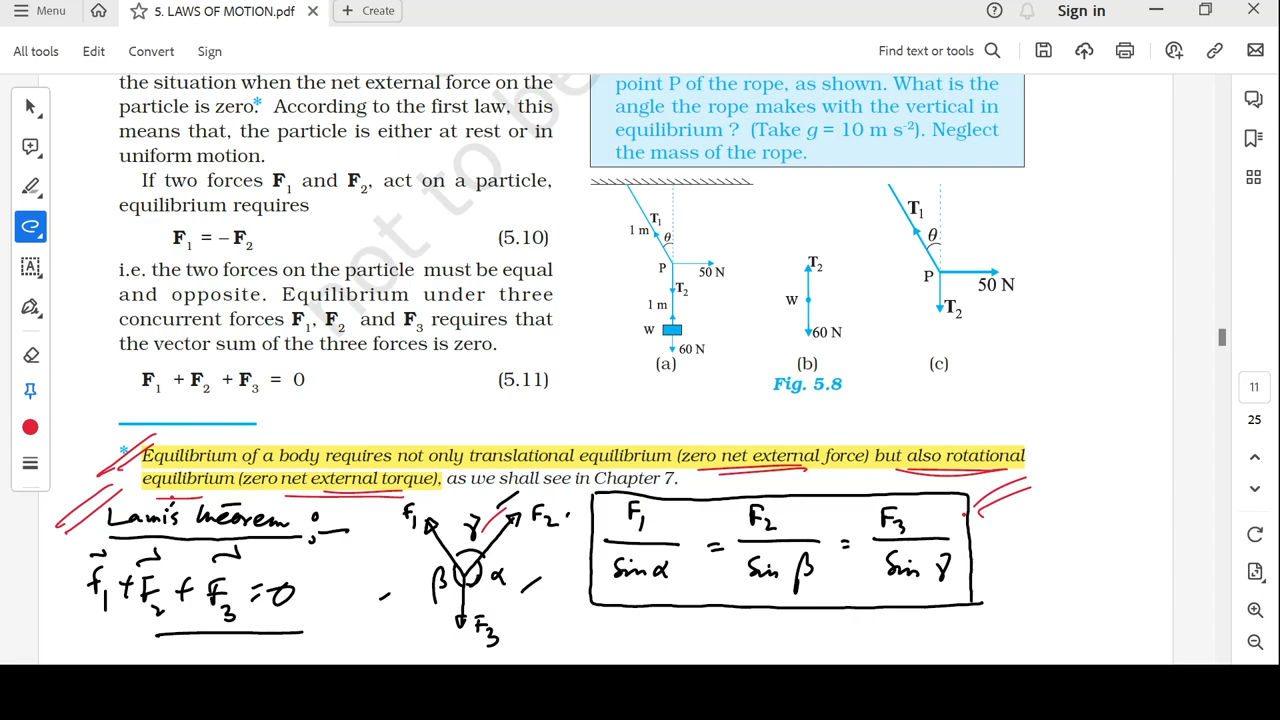 Menu
5. LAWS OF MOTION.pdf
Create
Sign in
All tools
Edit
Convert
Sign
Find text or tools
the situation when the net external force on the
particle is zero.* According to the first law, this
means that, the particle is either at rest or in
uniform motion.
If two forces F₁ and F₂, act on a particle,
equilibrium requires
F₁ = – F₂ (5.10)
i.e. the two forces on the particle must be equal
and opposite. Equilibrium under three
concurrent forces F₁, F₂ and F₃ requires that
the vector sum of the three forces is zero.
F₁ + F₂ + F₃ = 0 (5.11)
point P of the rope, as shown. What is the
angle the rope makes with the vertical in
equilibrium ? (Take g = 10 m s⁻²). Neglect
the mass of the rope.
T₁
1 m
θ
P
50 N
T₂
1 m
W
60 N
(a)
T₂
W
60 N
(b)
T₁
θ
P
50 N
T₂
(c)
Fig. 5.8
* Equilibrium of a body requires not only translational equilibrium (zero net external force) but also rotational
equilibrium (zero net external torque), as we shall see in Chapter 7.
Lami's theorem :
F₁ + F₂ + F₃ = 0
F₁ γ F₂
β α
F₃
F₁/sin α = F₂/sin β = F₃/sin γ
not to be
11
25